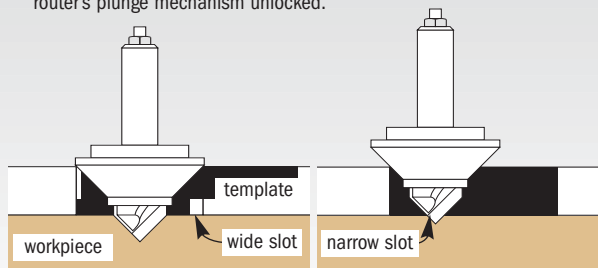 router's plunge mechanism unlocked.
template
workpiece
wide slot
narrow slot